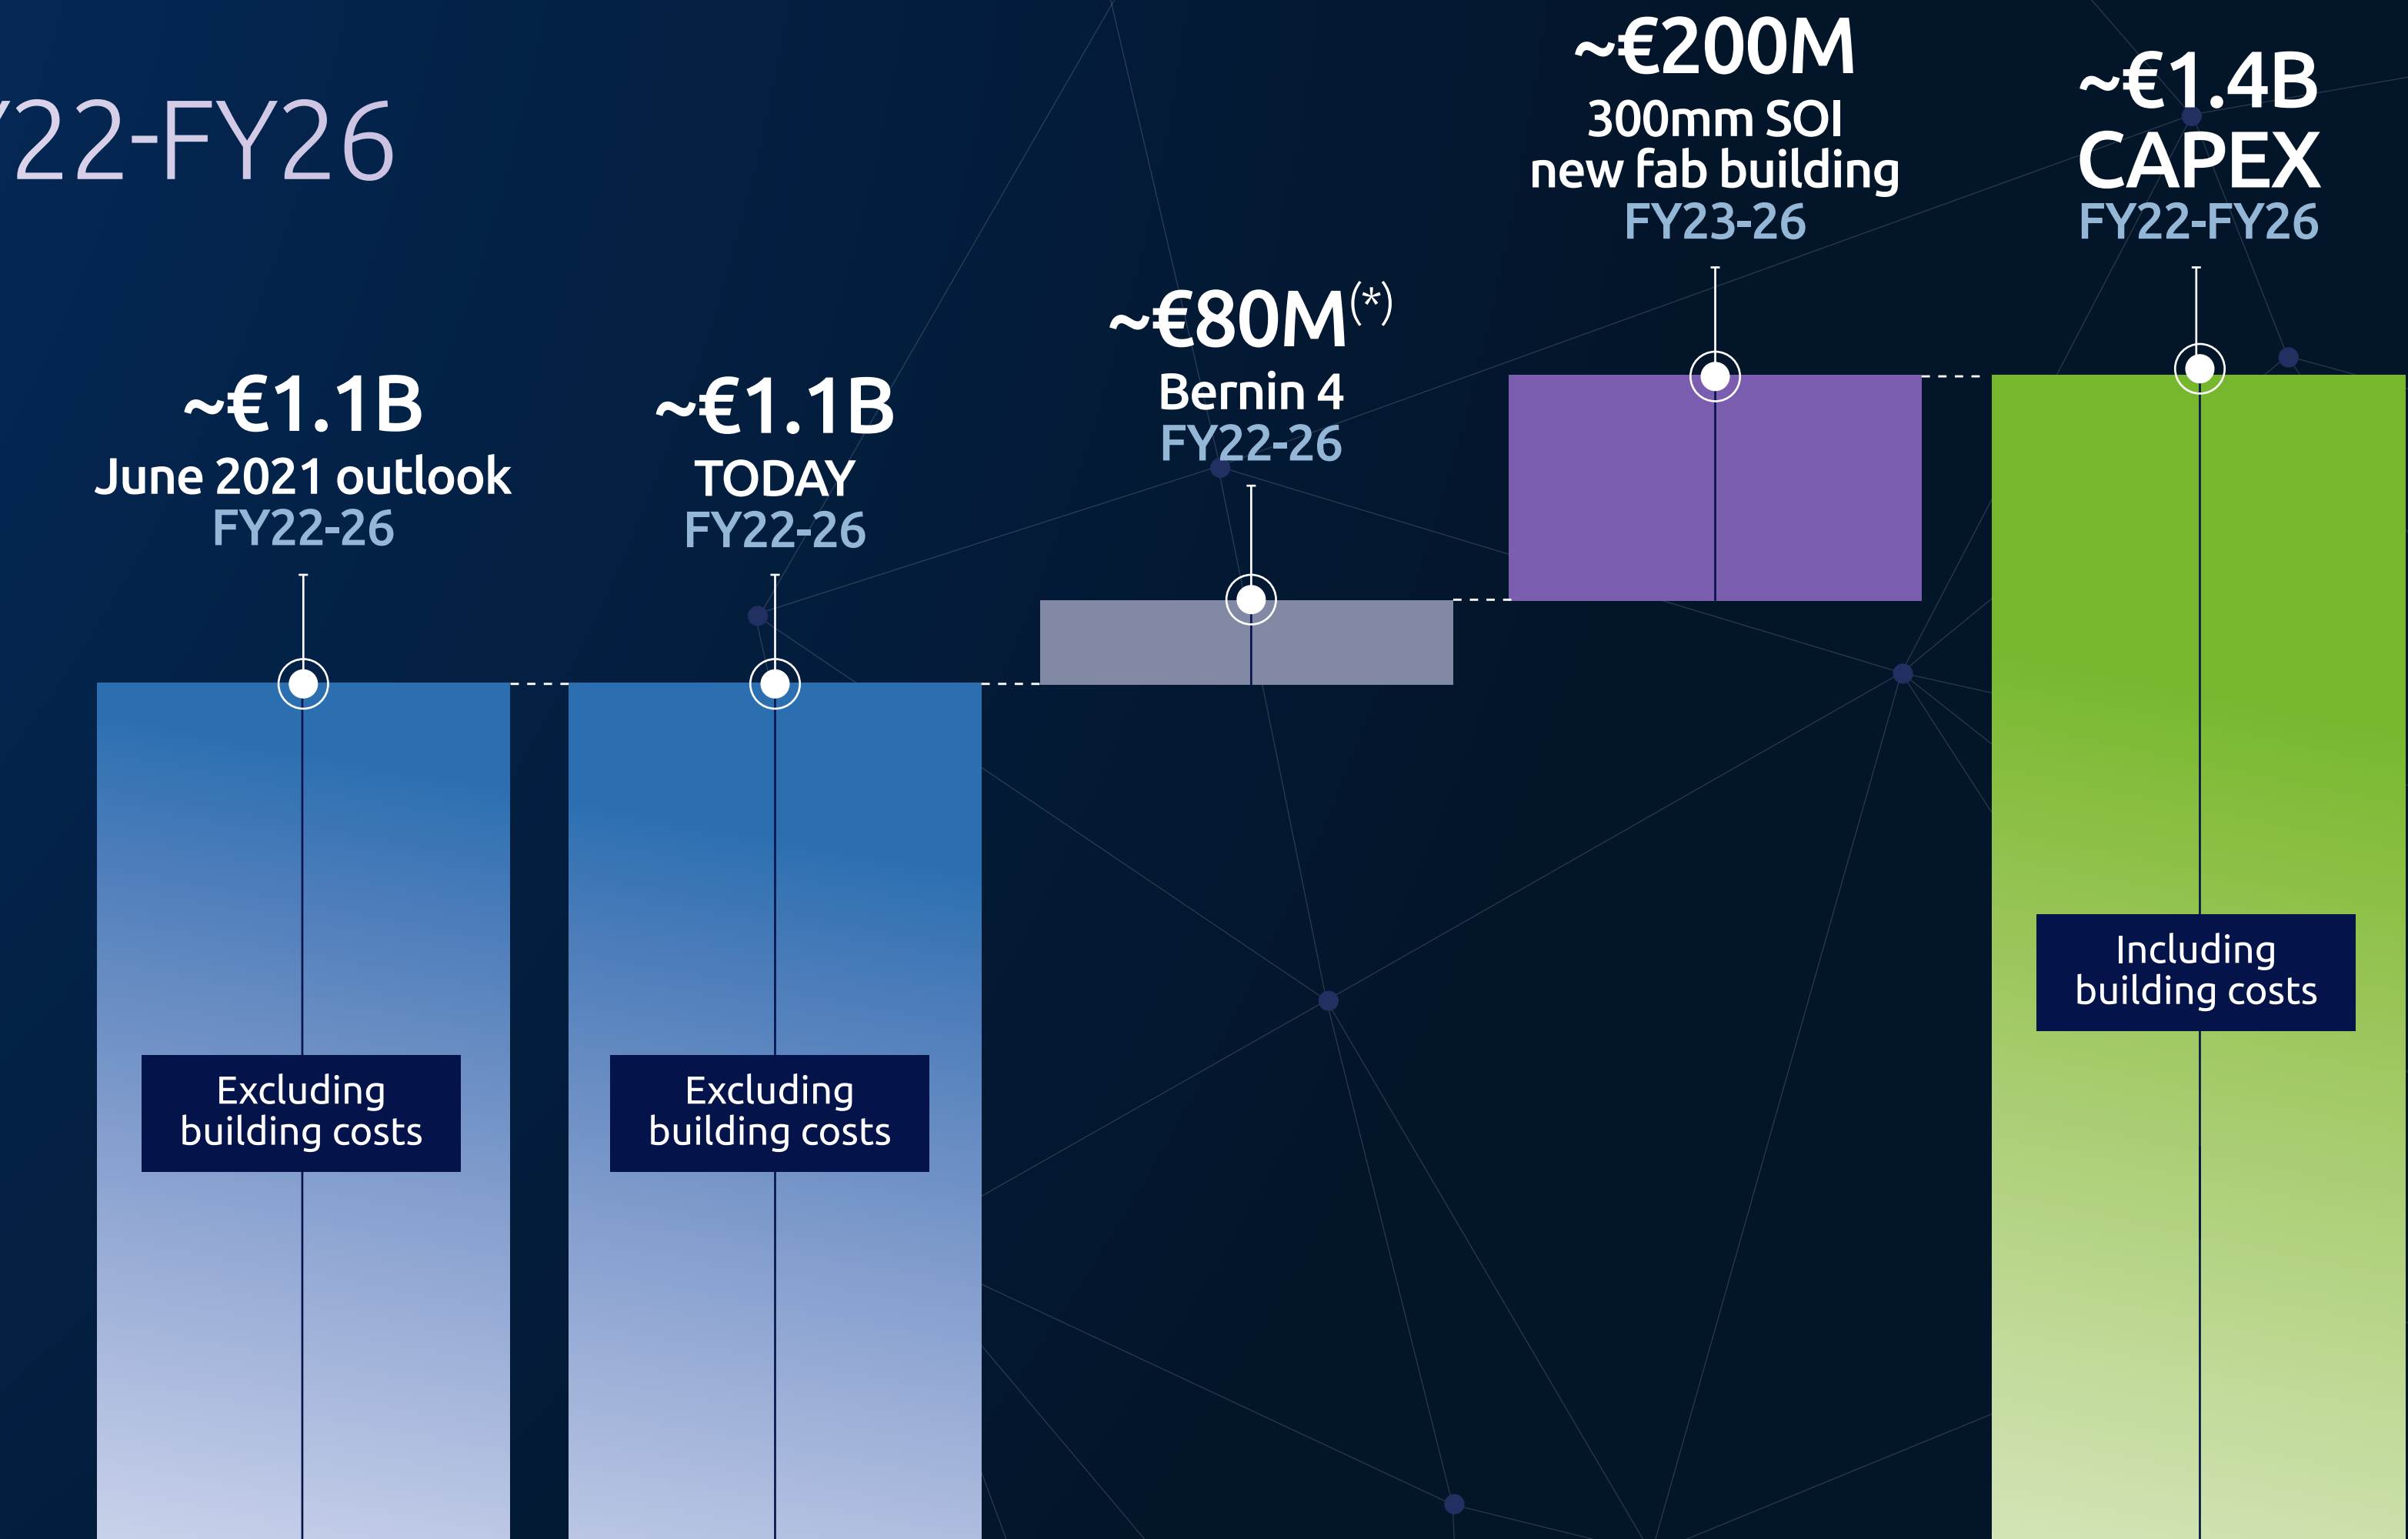 Y22-FY26
~€1.1B
June 2021 outlook
FY22-26
~€1.1B
TODAY
FY22-26
~€80M(*)
Bernin 4
FY22-26
~€200M
300mm SOI
new fab building
FY23-26
~€1.4B
CAPEX
FY22-FY26
Excluding
building costs
Excluding
building costs
Including
building costs